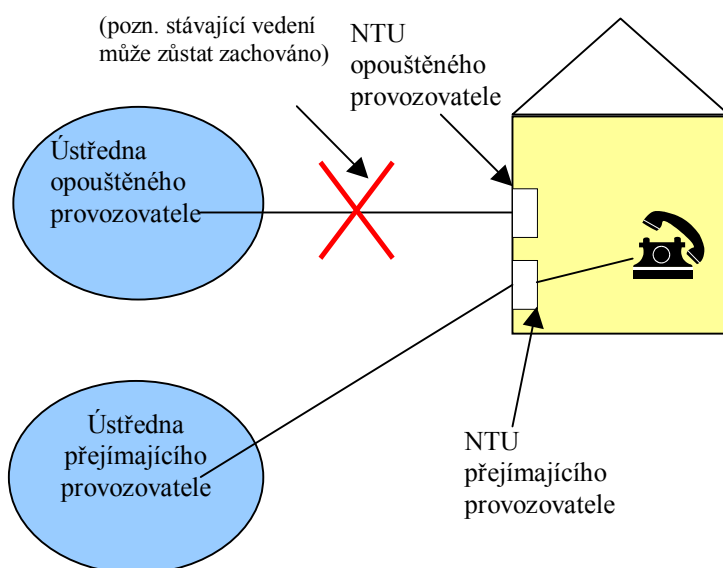 (pozn. stávající vedení
může zůstat zachováno)
NTU
opouštěného
provozovatele
Ústředna
opouštěného
provozovatele
Ústředna
přejímajícího
provozovatele
NTU
přejímajícího
provozovatele